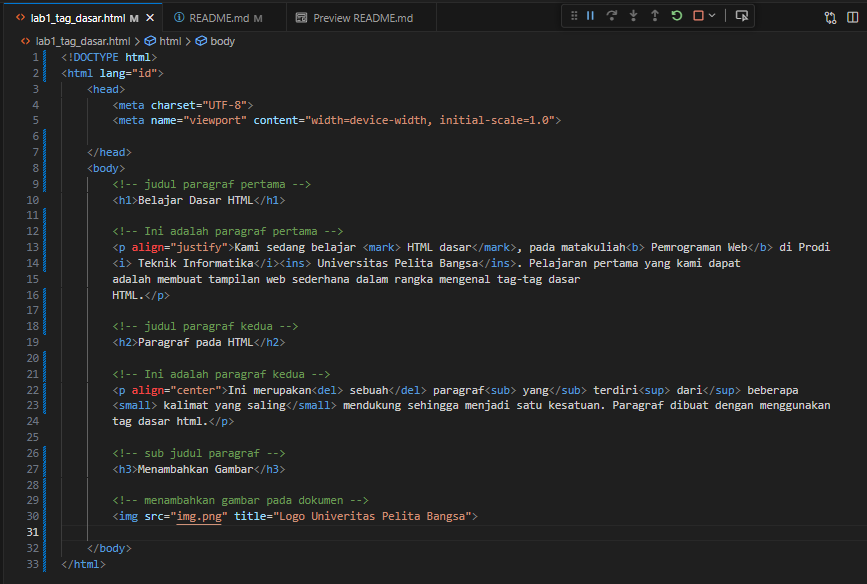 lab1_tag_dasar.html M
README.md M
Preview README.md
lab1_tag_dasar.html > html > body
1 <!DOCTYPE html>
2 <html lang="id">
3 <head>
4 <meta charset="UTF-8">
5 <meta name="viewport" content="width=device-width, initial-scale=1.0">
6
7 </head>
8 <body>
9 <!-- judul paragraf pertama -->
10 <h1>Belajar Dasar HTML</h1>
11
12 <!-- Ini adalah paragraf pertama -->
13 <p align="justify">Kami sedang belajar <mark> HTML dasar</mark>, pada matakuliah<b> Pemrograman Web</b> di Prodi
14 <i> Teknik Informatika</i><ins> Universitas Pelita Bangsa</ins>. Pelajaran pertama yang kami dapat
15 adalah membuat tampilan web sederhana dalam rangka mengenal tag-tag dasar
16 HTML.</p>
17
18 <!-- judul paragraf kedua -->
19 <h2>Paragraf pada HTML</h2>
20
21 <!-- Ini adalah paragraf kedua -->
22 <p align="center">Ini merupakan<del> sebuah</del> paragraf<sub> yang</sub> terdiri<sup> dari</sup> beberapa
23 <small> kalimat yang saling</small> mendukung sehingga menjadi satu kesatuan. Paragraf dibuat dengan menggunakan
24 tag dasar html.</p>
25
26 <!-- sub judul paragraf -->
27 <h3>Menambahkan Gambar</h3>
28
29 <!-- menambahkan gambar pada dokumen -->
30 <img src="img.png" title="Logo Univeritas Pelita Bangsa">
31
32 </body>
33 </html>